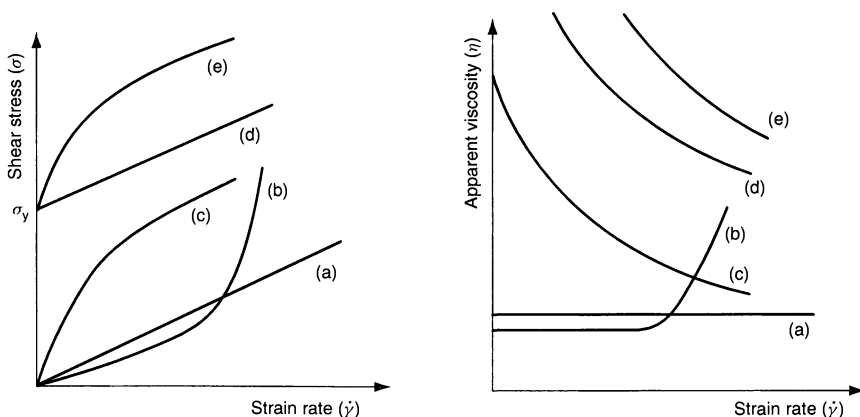 Shear stress (σ)
(e)
(d)
(b)
(c)
σy
(a)
Strain rate (γ̇)
Apparent viscosity (η)
(e)
(d)
(b)
(c)
(a)
Strain rate (γ̇)